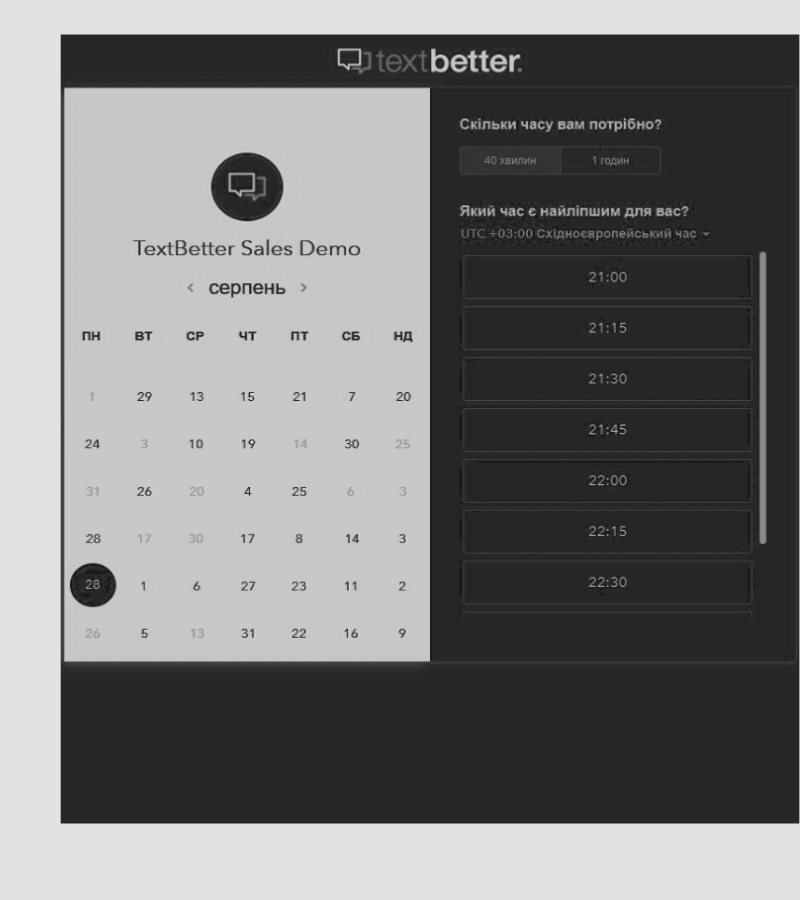 textbetter.
TextBetter Sales Demo
серпень
ПН ВТ СР ЧТ ПТ СБ НД
1 29 13 15 21 7 20
24 3 10 19 14 30 25
31 26 20 4 25 6 3
28 17 30 17 8 14 3
28 1 6 27 23 11 2
26 5 13 31 22 16 9
Скільки часу вам потрібно?
40 хвилин 1 годин
Який час є найліпшим для вас?
UTC +03:00 Східноєвропейський час
21:00
21:15
21:30
21:45
22:00
22:15
22:30